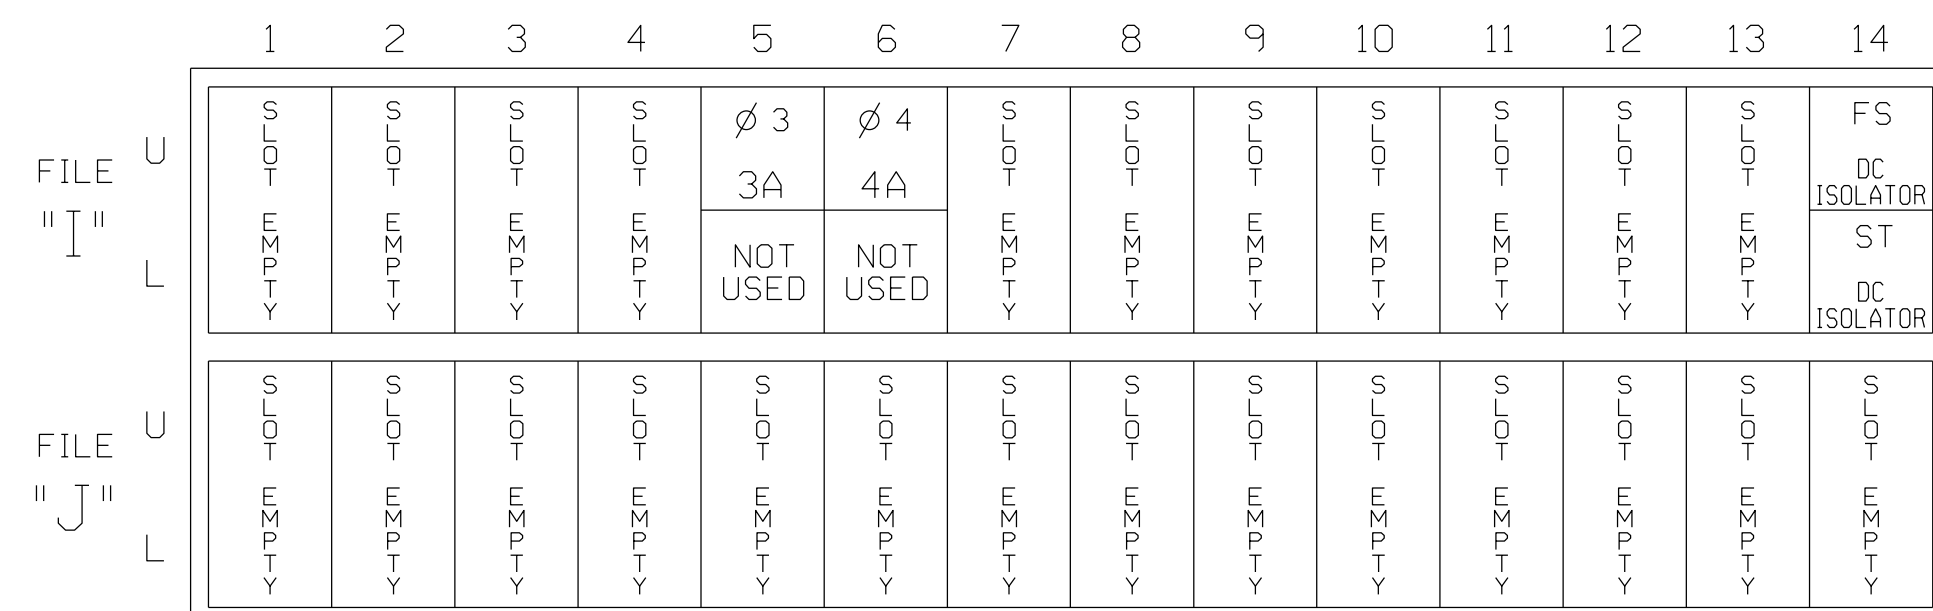 1 2 3 4 5 6 7 8 9 10 11 12 13 14
FILE "I"
U
L
SLOT EMPTY
SLOT EMPTY
SLOT EMPTY
SLOT EMPTY
Ø 3
3A
NOT
USED
Ø 4
4A
NOT
USED
SLOT EMPTY
SLOT EMPTY
SLOT EMPTY
SLOT EMPTY
SLOT EMPTY
SLOT EMPTY
SLOT EMPTY
FS
DC
ISOLATOR
ST
DC
ISOLATOR
FILE "J"
U
L
SLOT EMPTY
SLOT EMPTY
SLOT EMPTY
SLOT EMPTY
SLOT EMPTY
SLOT EMPTY
SLOT EMPTY
SLOT EMPTY
SLOT EMPTY
SLOT EMPTY
SLOT EMPTY
SLOT EMPTY
SLOT EMPTY
SLOT EMPTY